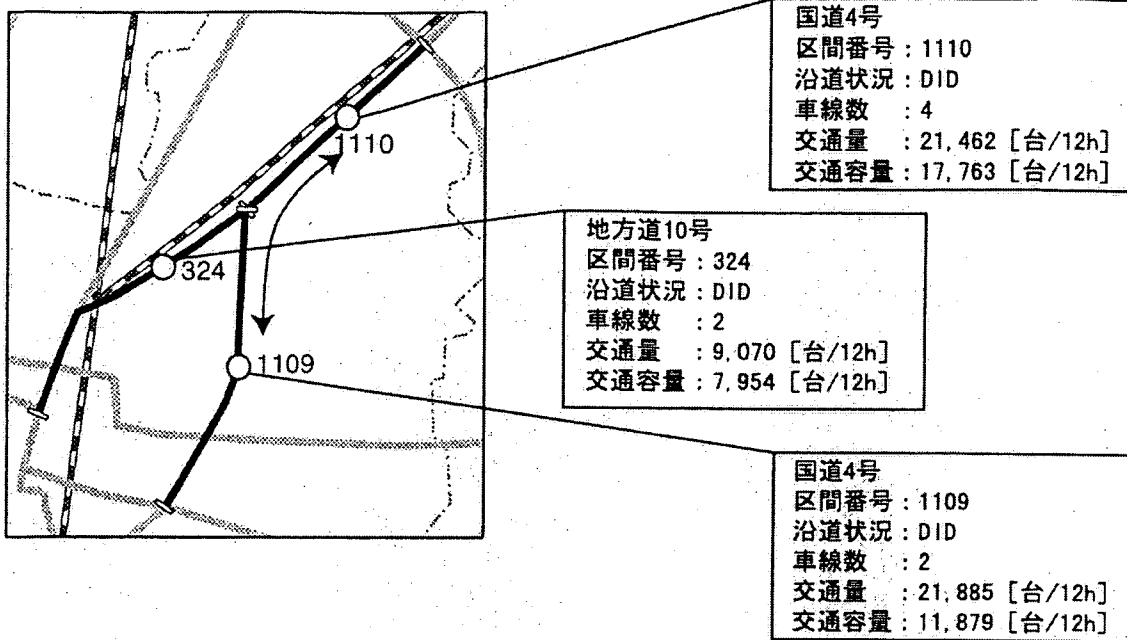 国道4号
区間番号：1110
沿道状況：DID
車線数　：4
交通量　：21,462［台/12h］
交通容量：17,763［台/12h］
1110
地方道10号
区間番号：324
沿道状況：DID
車線数　：2
交通量　：9,070［台/12h］
交通容量：7,954［台/12h］
324
1109
国道4号
区間番号：1109
沿道状況：DID
車線数　：2
交通量　：21,885［台/12h］
交通容量：11,879［台/12h］